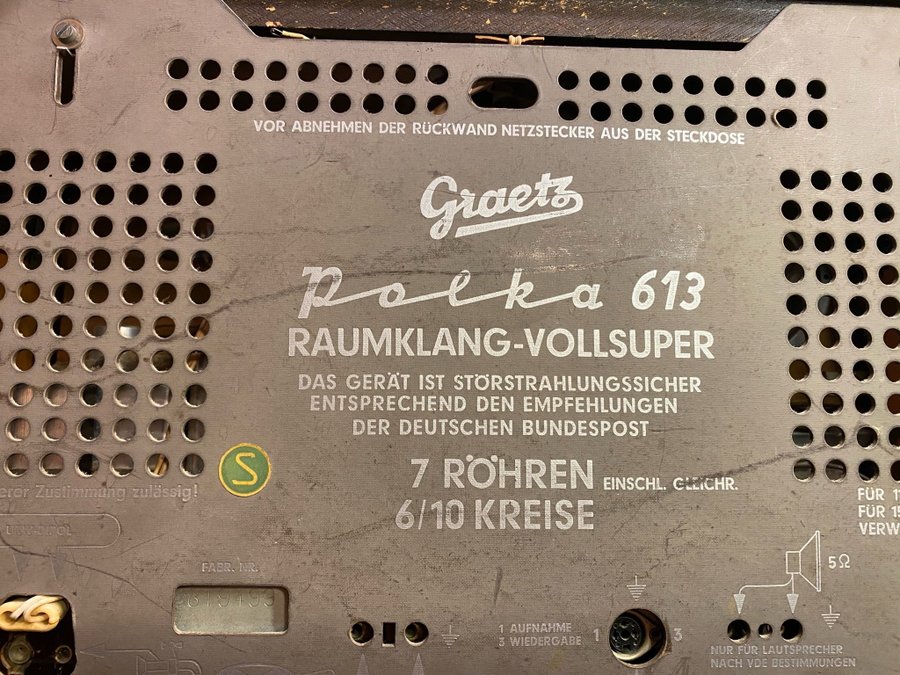 VOR ABNEHMEN DER RÜCKWAND NETZSTECKER AUS DER STECKDOSE
Graetz
Polka 613
RAUMKLANG-VOLLSUPER
DAS GERÄT IST STÖRSTRAHLUNGSSICHER
ENTSPRECHEND DEN EMPFEHLUNGEN
DER DEUTSCHEN BUNDESPOST
S
7 RÖHREN EINSCHL. GLEICHR.
6/10 KREISE
Zustimmung zulässig!
FÜR
FÜR
5Ω
FABR. NR.
1 AUFNAHME
3 WIEDERGABE
1
3
NUR FÜR LAUTSPRECHER
NACH VDE BESTIMMUNGEN